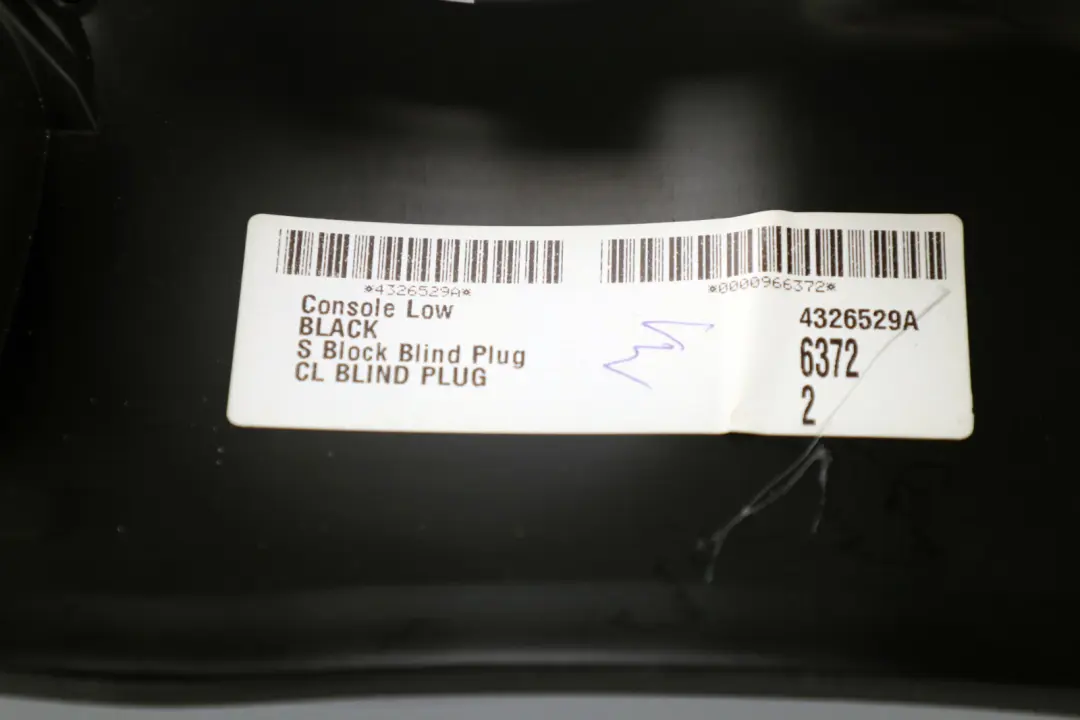 *4326529A*
Console Low
BLACK
S Block Blind Plug
CL BLIND PLUG
*0000966372*
4326529A
6372
2